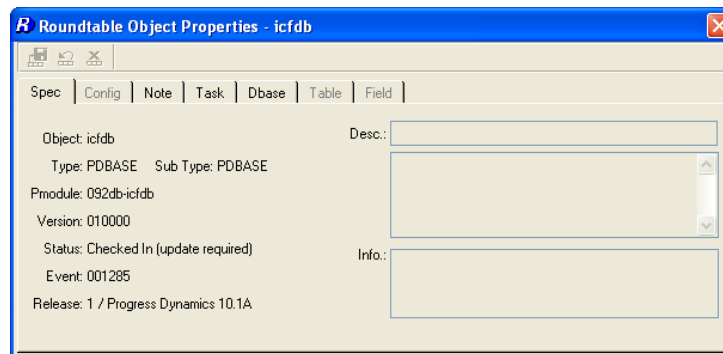 R Roundtable Object Properties - icfdb
Spec Config Note Task Dbase Table Field
Object: icfdb
Desc.:
Type: PDBASE Sub Type: PDBASE
Pmodule: 092db-icfdb
Version: 010000
Status: Checked In (update required)
Info.:
Event: 001285
Release: 1 / Progress Dynamics 10.1A